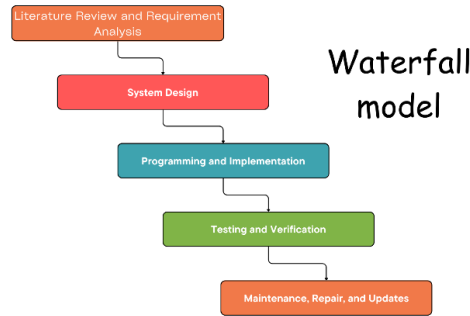 Literature Review and Requirement
Analysis
Waterfall
model
System Design
Programming and Implementation
Testing and Verification
Maintenance, Repair, and Updates